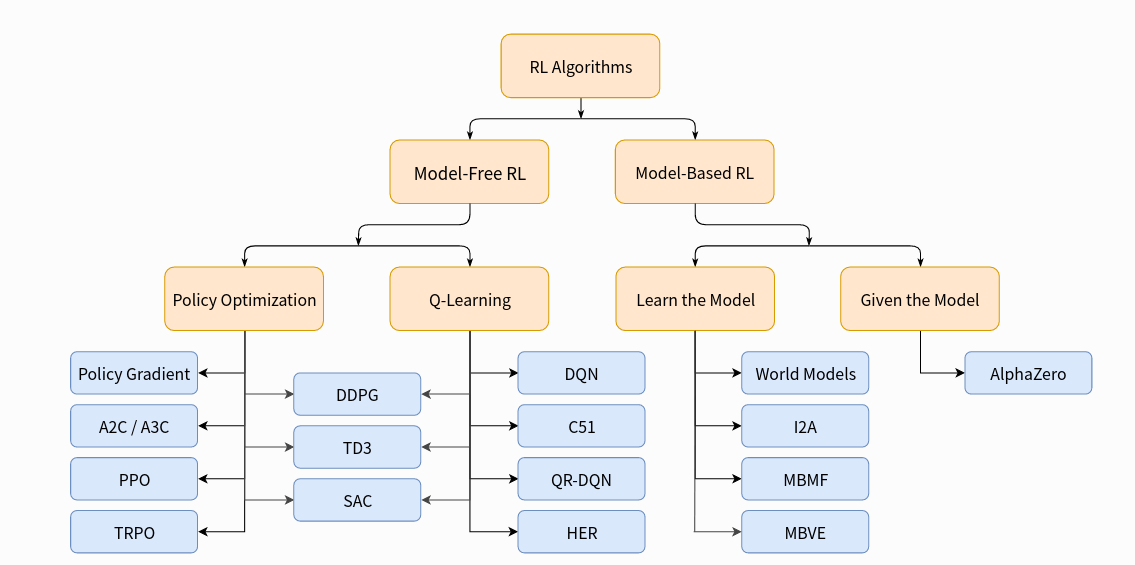 RL Algorithms
Model-Free RL
Model-Based RL
Policy Optimization
Q-Learning
Learn the Model
Given the Model
Policy Gradient
DDPG
DQN
World Models
AlphaZero
A2C / A3C
TD3
C51
I2A
PPO
SAC
QR-DQN
MBMF
TRPO
HER
MBVE